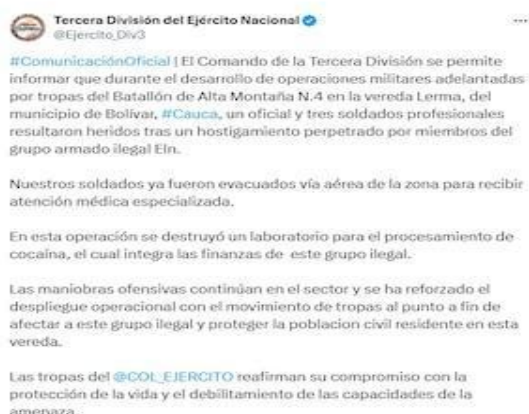 Tercera División del Ejército Nacional
@Ejercito_Div3
#ComunicaciónOficial | El Comando de la Tercera División se permite
informar que durante el desarrollo de operaciones militares adelantadas
por tropas del Batallón de Alta Montaña N.4 en la vereda Lerma, del
municipio de Bolívar, #Cauca, un oficial y tres soldados profesionales
resultaron heridos tras un hostigamiento perpetrado por miembros del
grupo armado ilegal Eln.
Nuestros soldados ya fueron evacuados vía aérea de la zona para recibir
atención médica especializada.
En esta operación se destruyó un laboratorio para el procesamiento de
cocaína, el cual integra las finanzas de este grupo ilegal.
Las maniobras ofensivas continúan en el sector y se ha reforzado el
despliegue operacional con el movimiento de tropas al punto a fin de
afectar a este grupo ilegal y proteger la poblacion civil residente en esta
vereda.
Las tropas del @COL_EJERCITO reafirman su compromiso con la
protección de la vida y el debilitamiento de las capacidades de la
amenaza